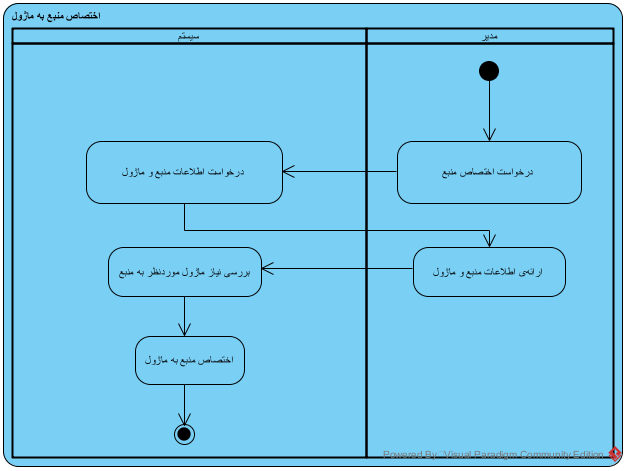 اختصاص منبع به ماژول
مدیر
سیستم
درخواست اختصاص منبع
درخواست اطلاعات منبع و ماژول
ارائه‌ی اطلاعات منبع و ماژول
بررسی نیاز ماژول موردنظر به منبع
اختصاص منبع به ماژول
Powered By Visual Paradigm Community Edition